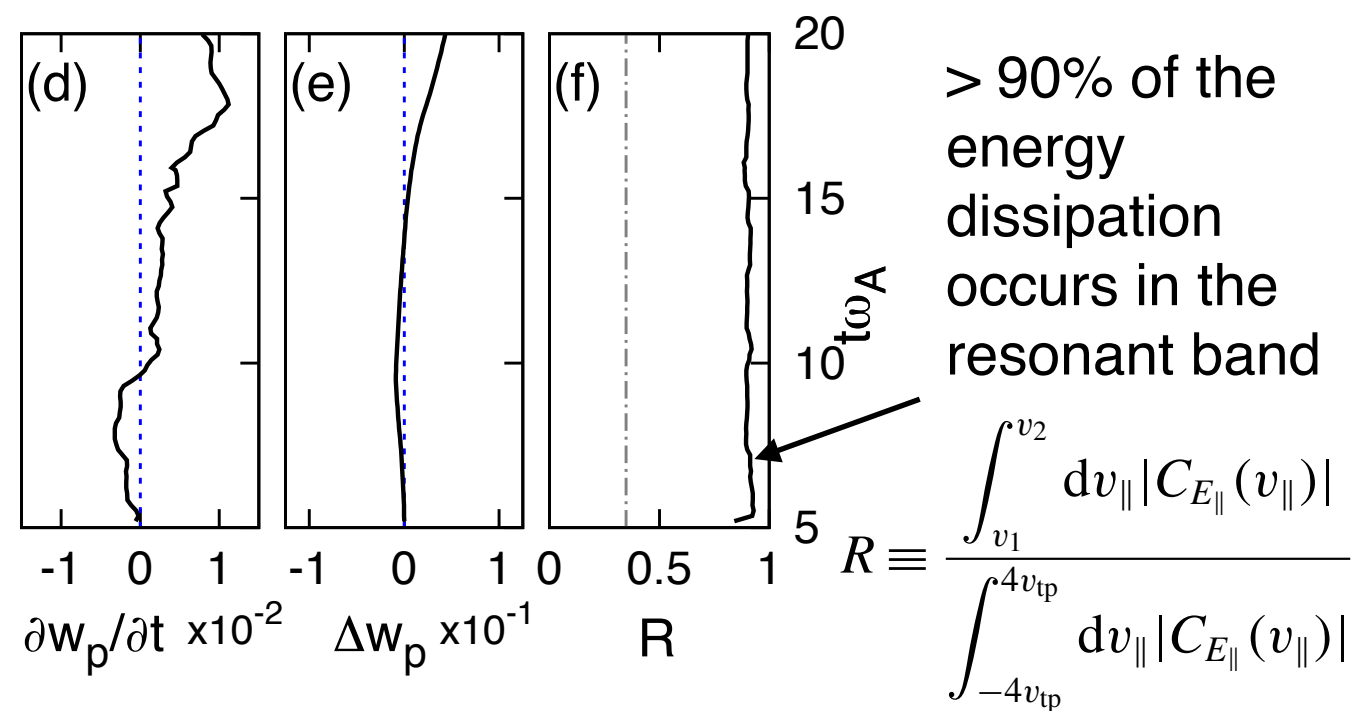 (d) (e) (f)
20
15
10
5
tω_A
-1 0 1 -1 0 1 0 0.5 1
∂w_p/∂t x10^-2 Δw_p x10^-1 R
> 90% of the
energy
dissipation
occurs in the
resonant band
R ≡ ∫_{v_1}^{v_2} dv_∥|C_{E_∥}(v_∥)|
∫_{−4v_tp}^{4v_tp} dv_∥|C_{E_∥}(v_∥)|